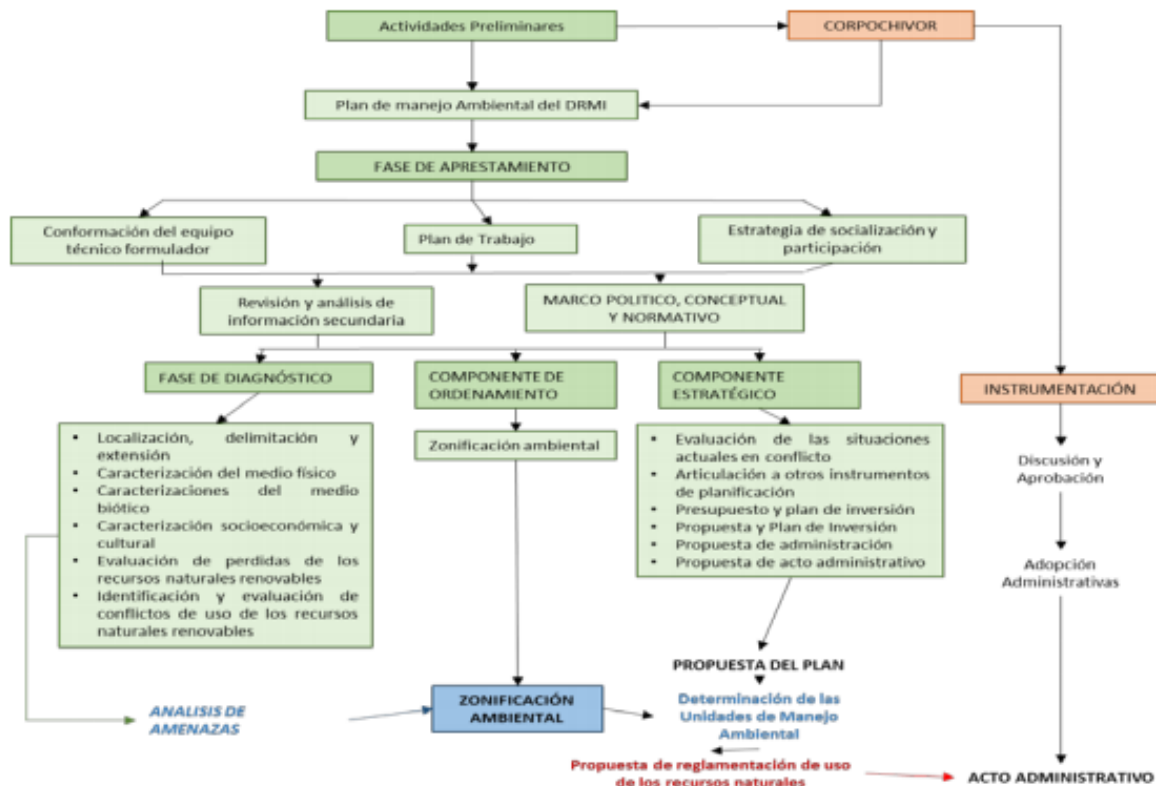 Actividades Preliminares
CORPOCHIVOR
Plan de manejo Ambiental del DRMI
FASE DE APRESTAMIENTO
Conformación del equipo
técnico formulador
Plan de Trabajo
Estrategia de socialización y
participación
Revisión y análisis de
información secundaria
MARCO POLITICO, CONCEPTUAL
Y NORMATIVO
FASE DE DIAGNÓSTICO
COMPONENTE DE
ORDENAMIENTO
COMPONENTE
ESTRATÉGICO
INSTRUMENTACIÓN
• Localización, delimitación y
extensión
• Caracterización del medio físico
• Caracterizaciones del medio
biótico
• Caracterización socioeconómica y
cultural
• Evaluación de perdidas de los
recursos naturales renovables
• Identificación y evaluación de
conflictos de uso de los recursos
naturales renovables
Zonificación ambiental
• Evaluación de las situaciones
actuales en conflicto
• Articulación a otros instrumentos
de planificación
• Presupuesto y plan de inversión
• Propuesta y Plan de Inversión
• Propuesta de administración
• Propuesta de acto administrativo
Discusión y
Aprobación
Adopción
Administrativas
PROPUESTA DEL PLAN
ANALISIS DE
AMENAZAS
ZONIFICACIÓN
AMBIENTAL
Determinación de las
Unidades de Manejo
Ambiental
Propuesta de reglamentación de uso
de los recursos naturales
ACTO ADMINISTRATIVO